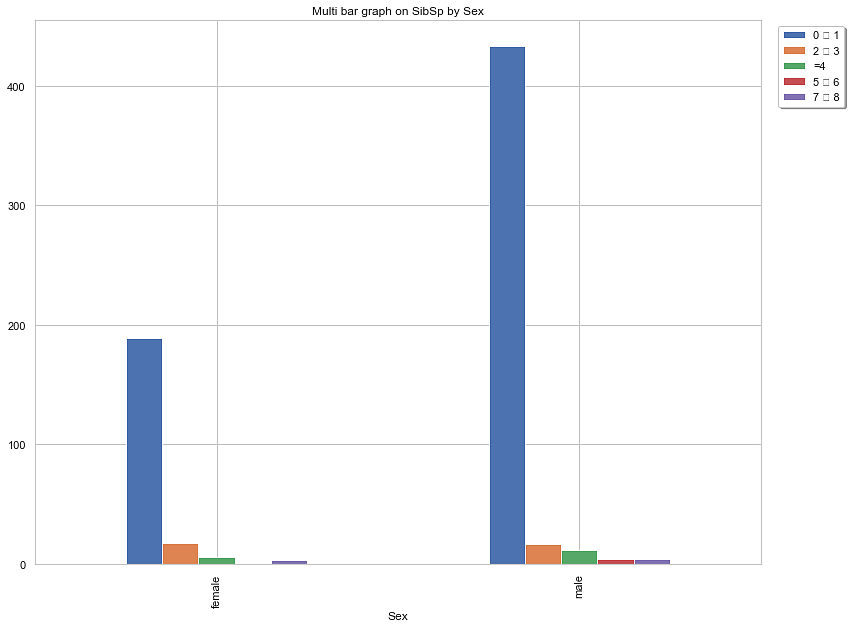 Multi bar graph on SibSp by Sex
0 □ 1
2 □ 3
=4
5 □ 6
7 □ 8
400
300
200
100
0
female
male
Sex